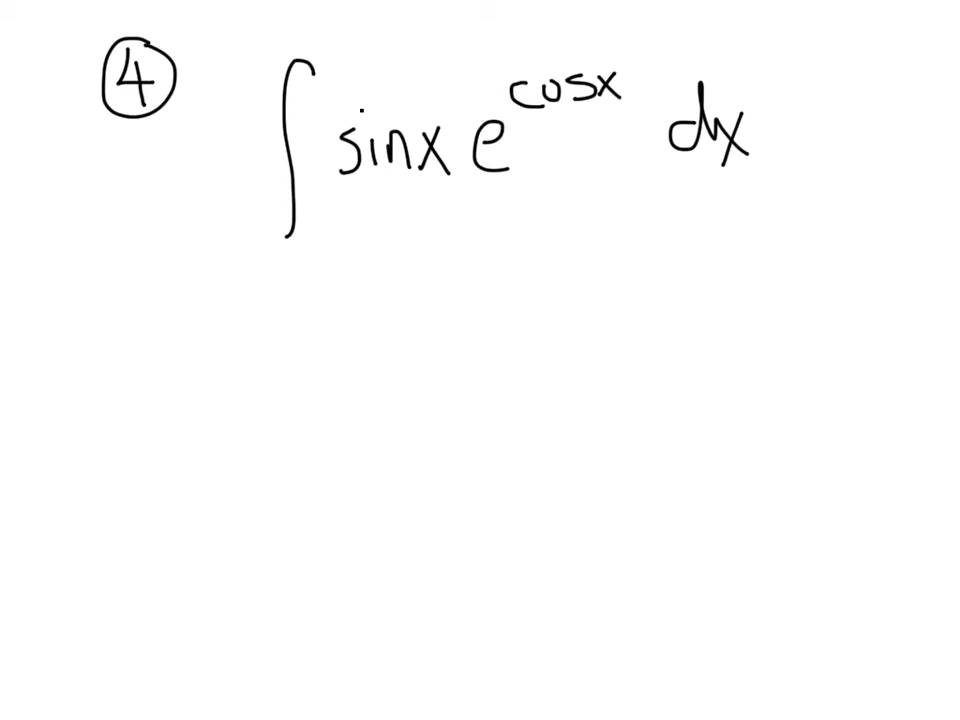 ④ ∫ sinx e^cosx dx